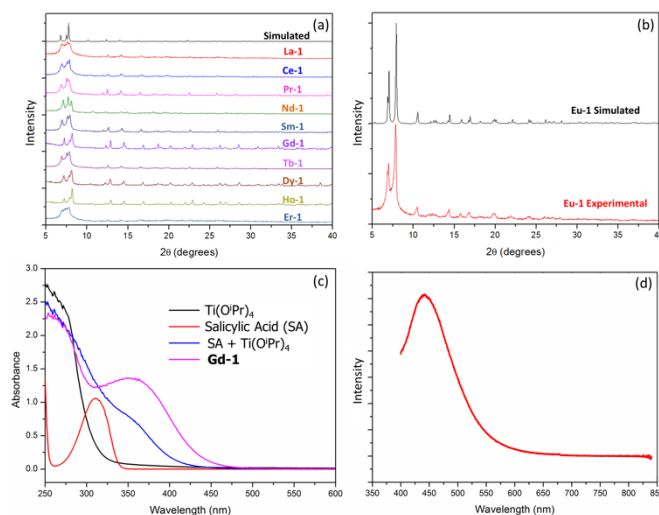 (a)
Simulated
La-1
Ce-1
Pr-1
Nd-1
Sm-1
Gd-1
Tb-1
Dy-1
Ho-1
Er-1
Intensity
5 10 15 20 25 30 35 40
2θ (degrees)
(b)
Eu-1 Simulated
Eu-1 Experimental
Intensity
5 10 15 20 25 30 35 40
2θ (degrees)
(c)
3.0
2.5
2.0
1.5
1.0
0.5
0.0
Absorbance
Ti(OⁱPr)₄
Salicylic Acid (SA)
SA + Ti(OⁱPr)₄
Gd-1
250 300 350 400 450 500 550 600
Wavelength (nm)
(d)
Intensity
350 400 450 500 550 600 650 700 750 800 850
Wavelength (nm)